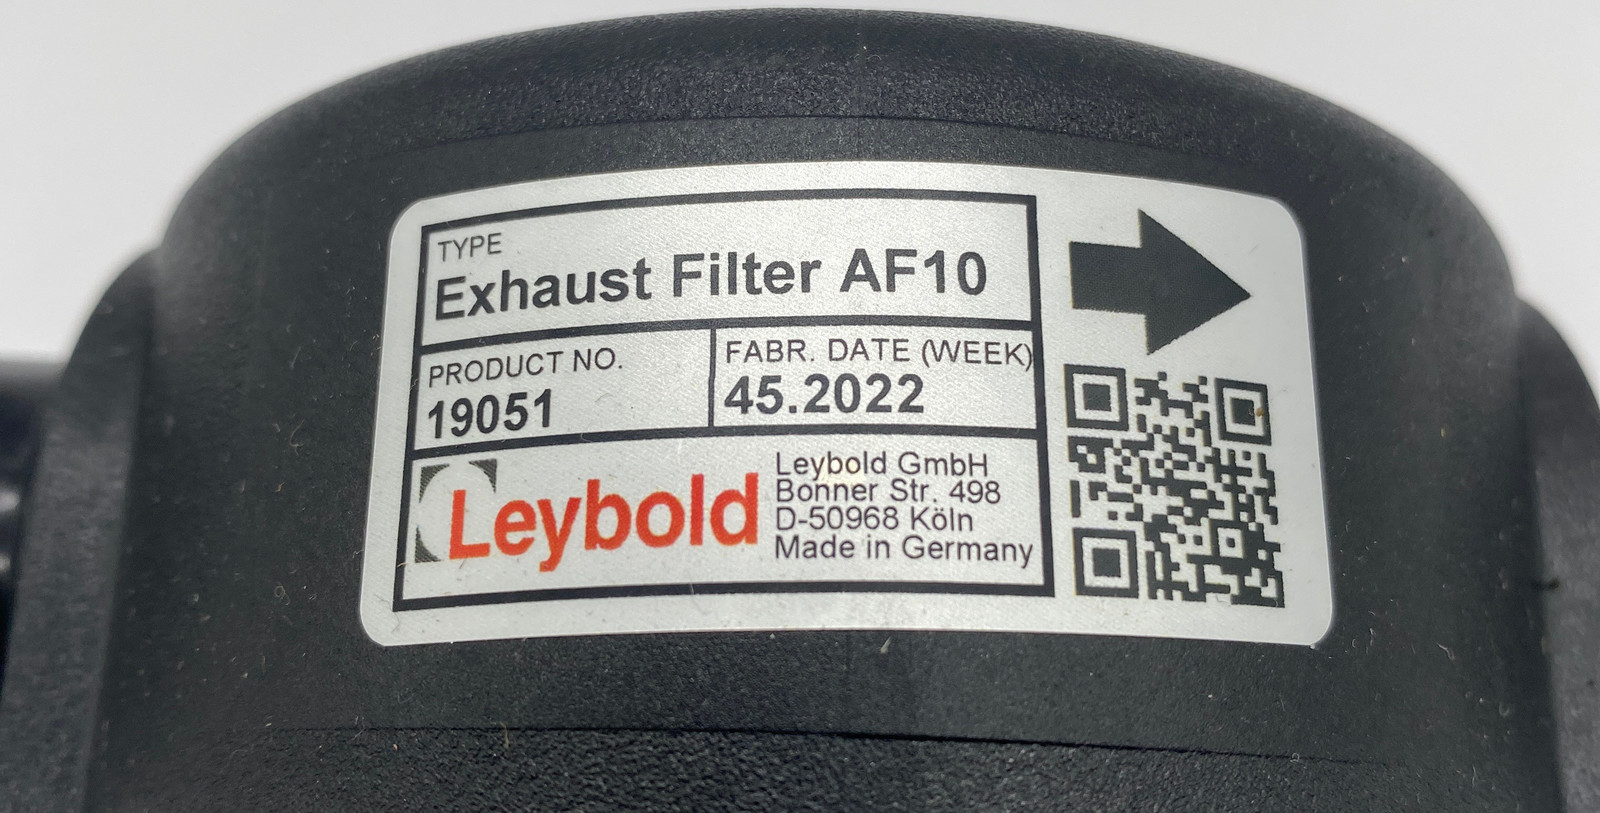 TYPE
Exhaust Filter AF10
PRODUCT NO.
19051
FABR. DATE (WEEK)
45.2022
Leybold
Leybold GmbH
Bonner Str. 498
D-50968 Köln
Made in Germany